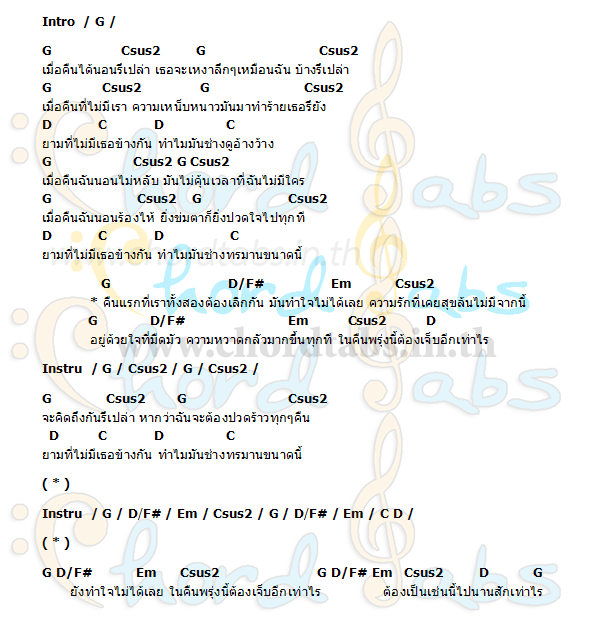 Intro / G /
G Csus2 G Csus2
เมื่อคืนได้นอนรึเปล่า เธอจะเหงาลึกๆเหมือนฉัน บ้างรึเปล่า
G Csus2 G Csus2
เมื่อคืนที่ไม่มีเรา ความเหน็บหนาวมันมาทำร้ายเธอรึยัง
D C D C
ยามที่ไม่มีเธอข้างกัน ทำไมมันช่างดูอ้างว้าง
G Csus2 G Csus2
เมื่อคืนฉันนอนไม่หลับ มันไม่คุ้นเวลาที่ฉันไม่มีใคร
G Csus2 G Csus2
เมื่อคืนฉันนอนร้องไห้ ยิ่งข่มตาก็ยิ่งปวดใจไปทุกที
D C D C
ยามที่ไม่มีเธอข้างกัน ทำไมมันช่างทรมานขนาดนี้
G D/F# Em Csus2
* คืนแรกที่เราทั้งสองต้องเลิกกัน มันทำใจไม่ได้เลย ความรักที่เคยสุขล้นไม่มีจากนี้
G D/F# Em Csus2 D
อยู่ด้วยใจที่มืดมัว ความหวาดกลัวมากขึ้นทุกที ในคืนพรุ่งนี้ต้องเจ็บอีกเท่าไร
www.chordtabs.in.th
Instru / G / Csus2 / G / Csus2 /
G Csus2 G Csus2
จะคิดถึงกันรึเปล่า หากว่าฉันจะต้องปวดร้าวทุกๆคืน
D C D C
ยามที่ไม่มีเธอข้างกัน ทำไมมันช่างทรมานขนาดนี้
( * )
Instru / G / D/F# / Em / Csus2 / G / D/F# / Em / C D /
( * )
G D/F# Em Csus2 G D/F# Em Csus2 D G
ยังทำใจไม่ได้เลย ในคืนพรุ่งนี้ต้องเจ็บอีกเท่าไร ต้องเป็นเช่นนี้ไปนานสักเท่าไร